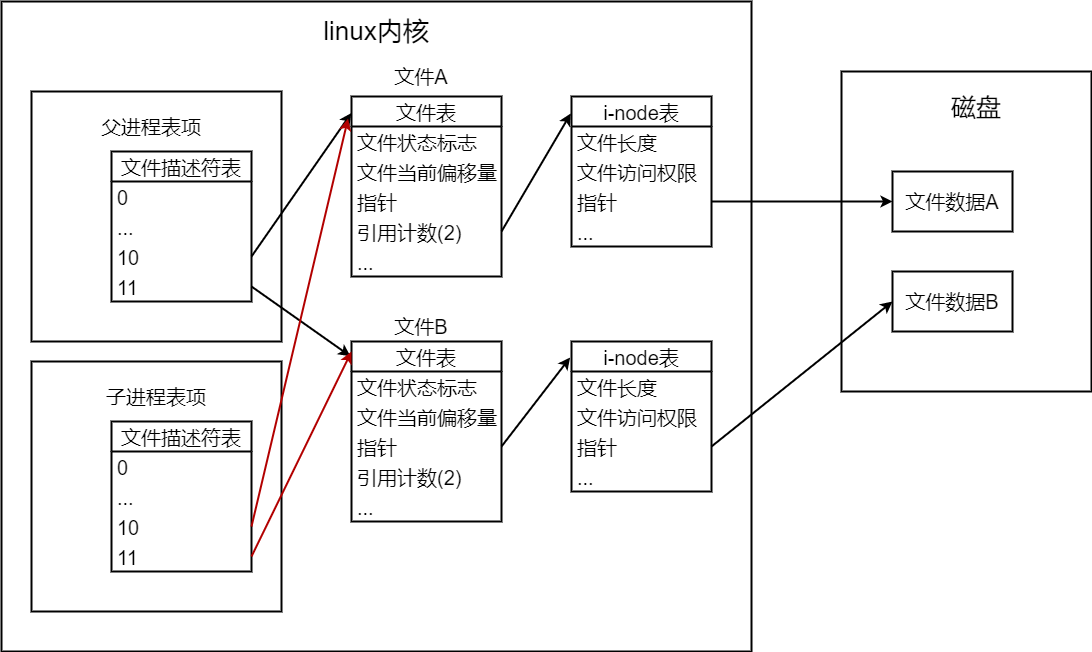 linux内核
父进程表项
文件描述符表
0
...
10
11
子进程表项
文件描述符表
0
...
10
11
文件A
文件表
文件状态标志
文件当前偏移量
指针
引用计数(2)
...
文件B
文件表
文件状态标志
文件当前偏移量
指针
引用计数(2)
...
i-node表
文件长度
文件访问权限
指针
...
i-node表
文件长度
文件访问权限
指针
...
磁盘
文件数据A
文件数据B